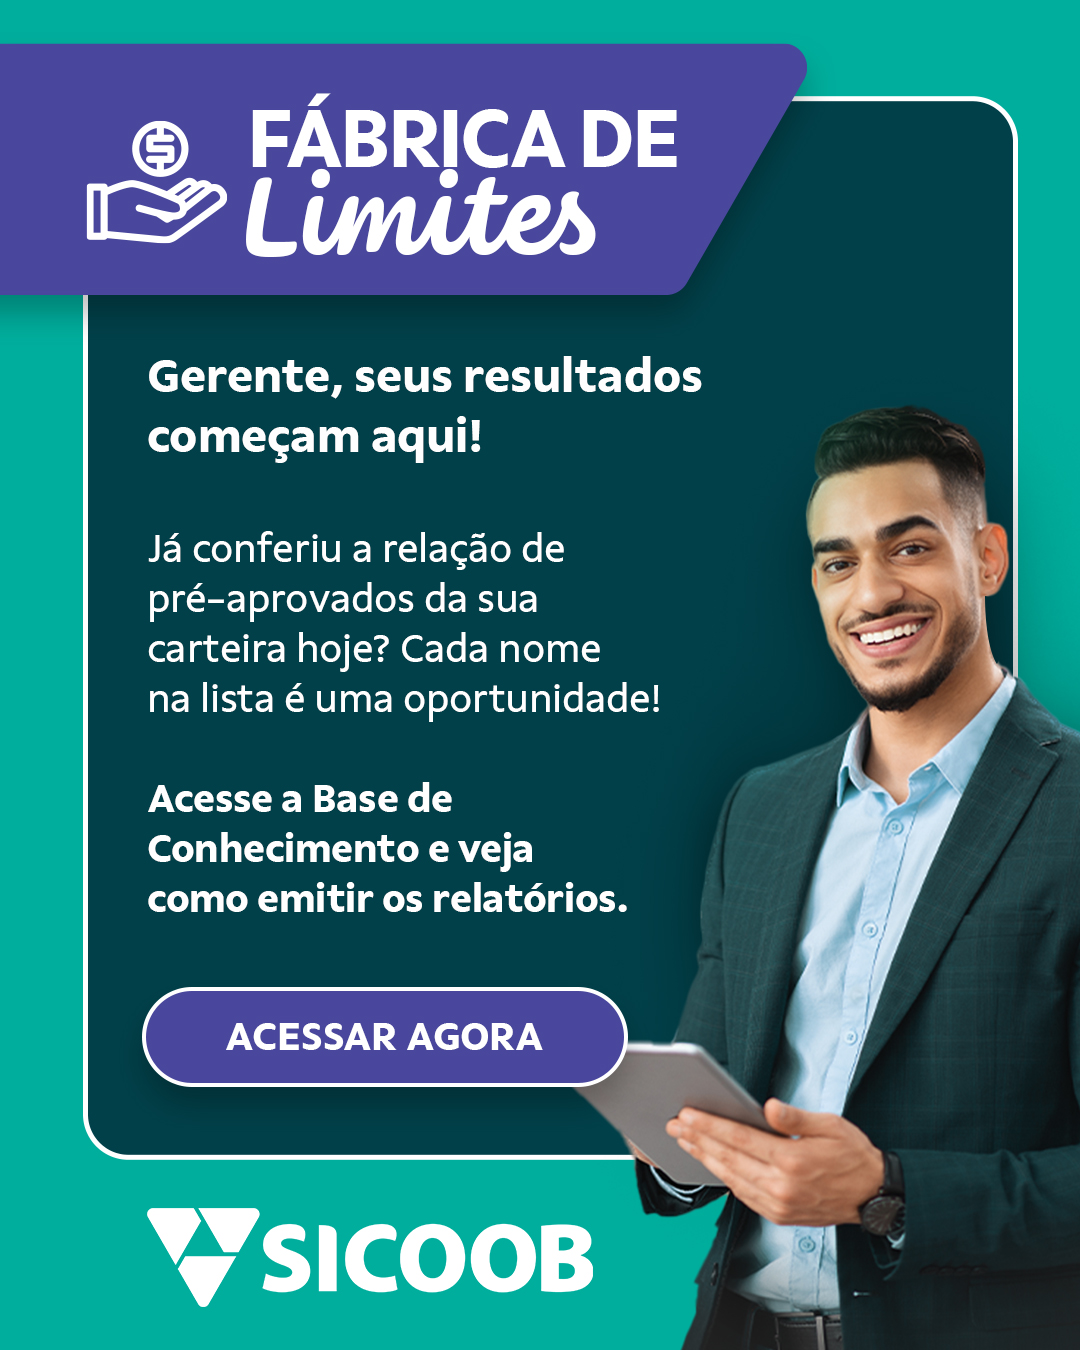 FÁBRICA DE
Limites
Gerente, seus resultados
começam aqui!
Já conferiu a relação de
pré-aprovados da sua
carteira hoje? Cada nome
na lista é uma oportunidade!
Acesse a Base de
Conhecimento e veja
como emitir os relatórios.
ACESSAR AGORA
SICOOB